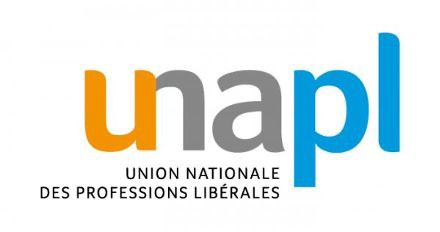 unapl
UNION NATIONALE
DES PROFESSIONS LIBÉRALES